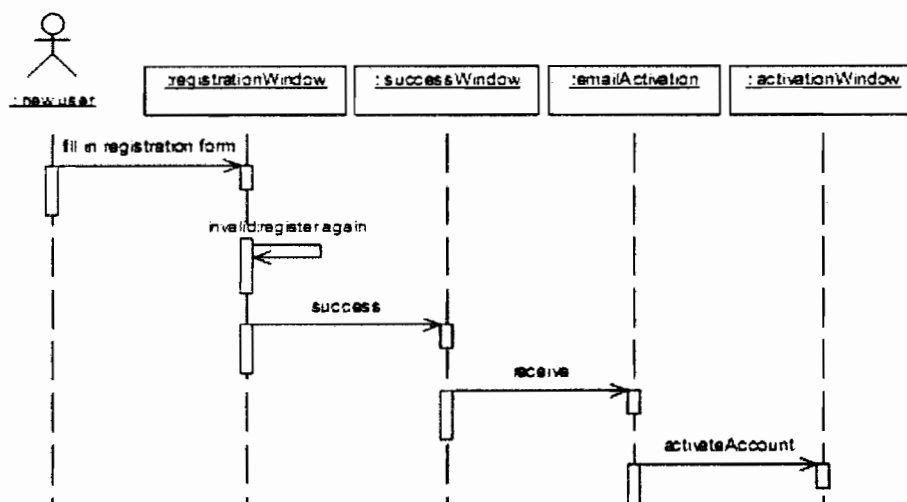 :registrationWindow
: successWindow
:emailActivation
: activationWindow
: new user
fill in registration form
invalid:register again
success
receive
activateAccount